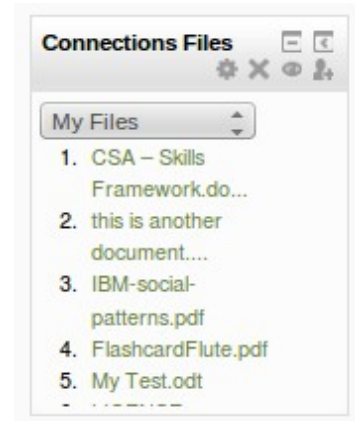 Connections Files
My Files
1. CSA – Skills
Framework.do...
2. this is another
document....
3. IBM-social-
patterns.pdf
4. FlashcardFlute.pdf
5. My Test.odt